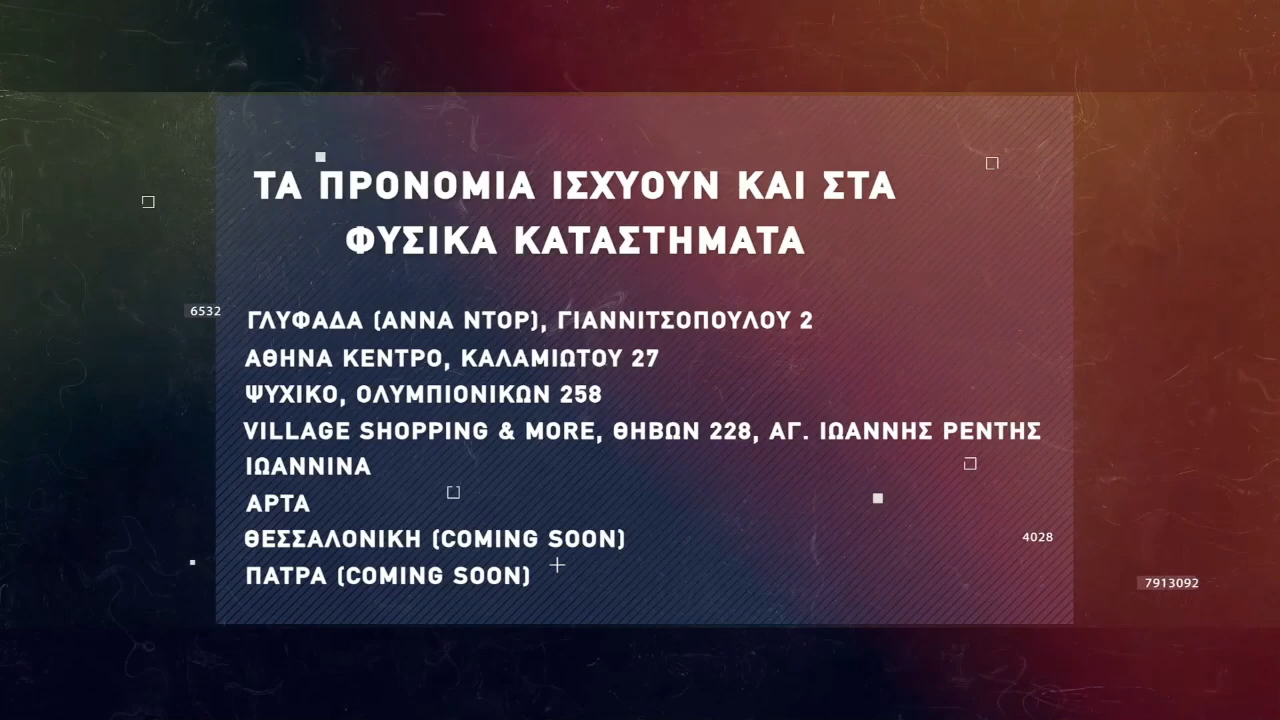 ΤΑ ΠΡΟΝΟΜΙΑ ΙΣΧΥΟΥΝ ΚΑΙ ΣΤΑ
ΦΥΣΙΚΑ ΚΑΤΑΣΤΗΜΑΤΑ
6532
ΓΛΥΦΑΔΑ (ΑΝΝΑ ΝΤΟΡ), ΓΙΑΝΝΙΤΣΟΠΟΥΛΟΥ 2
ΑΘΗΝΑ ΚΕΝΤΡΟ, ΚΑΛΑΜΙΩΤΟΥ 27
ΨΥΧΙΚΟ, ΟΛΥΜΠΙΟΝΙΚΩΝ 258
VILLAGE SHOPPING & MORE, ΘΗΒΩΝ 228, ΑΓ. ΙΩΑΝΝΗΣ ΡΕΝΤΗΣ
ΙΩΑΝΝΙΝΑ
ΑΡΤΑ
ΘΕΣΣΑΛΟΝΙΚΗ (COMING SOON)
4028
ΠΑΤΡΑ (COMING SOON)
7913092